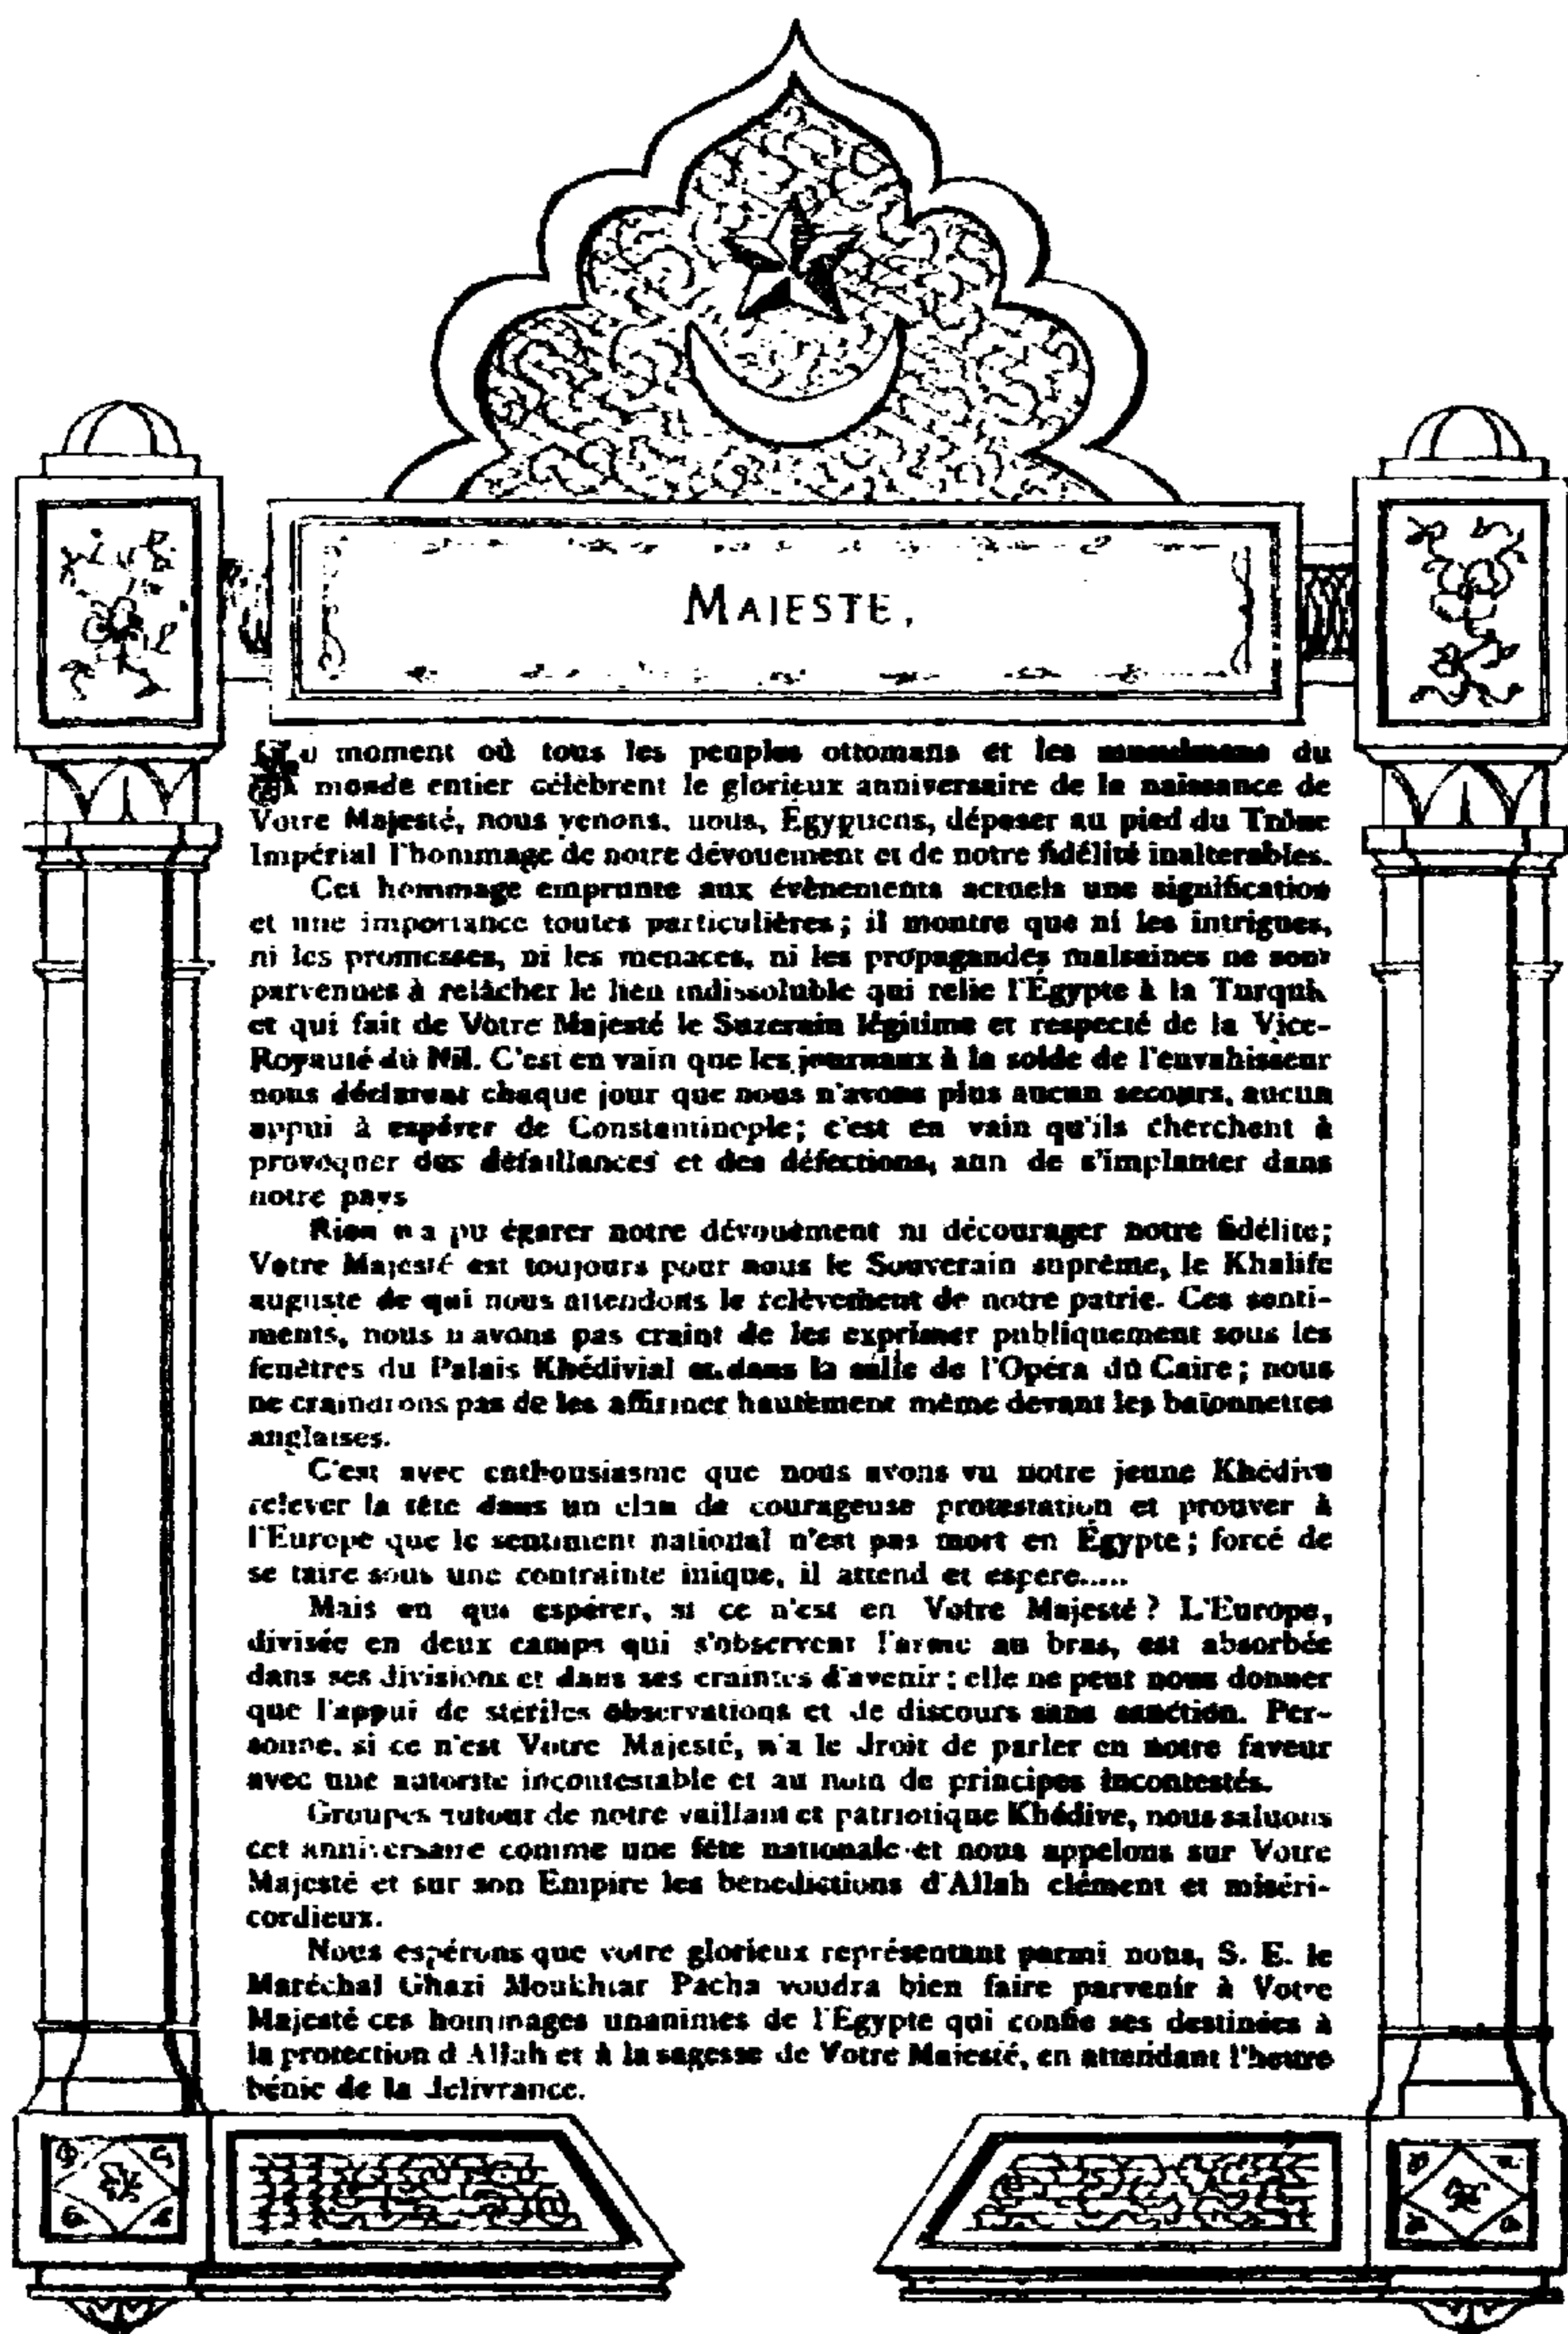 MAJESTE,
Au moment où tous les peuples ottomans et les musulmans du
monde entier célèbrent le glorieux anniversaire de la naissance de
Votre Majesté, nous venons, nous, Égyptiens, déposer au pied du Trône
Impérial l'hommage de notre dévouement et de notre fidélité inaltérables.
Cet hommage emprunte aux évènements actuels une signification
et une importance toutes particulières ; il montre que ni les intrigues,
ni les promesses, ni les menaces, ni les propagandes malsaines ne sont
parvenues à relâcher le lien indissoluble qui relie l'Égypte à la Turquie
et qui fait de Votre Majesté le Suzerain légitime et respecté de la Vice-
Royauté du Nil. C'est en vain que les journaux à la solde de l'envahisseur
nous déclarent chaque jour que nous n'avons plus aucun secours, aucun
appui à espérer de Constantinople; c'est en vain qu'ils cherchent à
provoquer des défaillances et des défections, afin de s'implanter dans
notre pays
Rien n'a pu égarer notre dévouement ni décourager notre fidélité;
Votre Majesté est toujours pour nous le Souverain suprême, le Khalife
auguste de qui nous attendons le relèvement de notre patrie. Ces senti-
ments, nous n'avons pas craint de les exprimer publiquement sous les
fenêtres du Palais Khédivial et dans la salle de l'Opéra du Caire ; nous
ne craindrons pas de les affirmer hautement même devant les baïonnettes
anglaises.
C'est avec enthousiasme que nous avons vu notre jeune Khédive
relever la tête dans un élan de courageuse protestation et prouver à
l'Europe que le sentiment national n'est pas mort en Égypte ; forcé de
se taire sous une contrainte inique, il attend et espère.....
Mais en qui espérer, si ce n'est en Votre Majesté ? L'Europe,
divisée en deux camps qui s'observent l'arme au bras, est absorbée
dans ses divisions et dans ses craintes d'avenir ; elle ne peut nous donner
que l'appui de stériles observations et de discours sans sanction. Per-
sonne, si ce n'est Votre Majesté, n'a le droit de parler en notre faveur
avec une autorité incontestable et au nom de principes incontestés.
Groupés autour de notre vaillant et patriotique Khédive, nous saluons
cet anniversaire comme une fête nationale et nous appelons sur Votre
Majesté et sur son Empire les bénédictions d'Allah clément et miséri-
cordieux.
Nous espérons que votre glorieux représentant parmi nous, S. E. le
Maréchal Ghazi Moukhtar Pacha voudra bien faire parvenir à Votre
Majesté ces hommages unanimes de l'Egypte qui confie ses destinées à
la protection d'Allah et à la sagesse de Votre Majesté, en attendant l'heure
bénie de la délivrance.